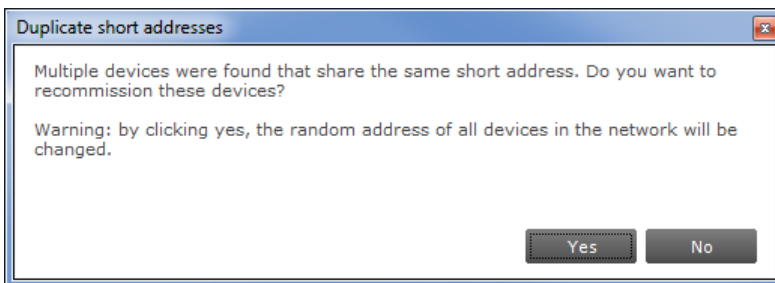 Duplicate short addresses
Multiple devices were found that share the same short address. Do you want to
recommission these devices?
Warning: by clicking yes, the random address of all devices in the network will be
changed.
Yes
No